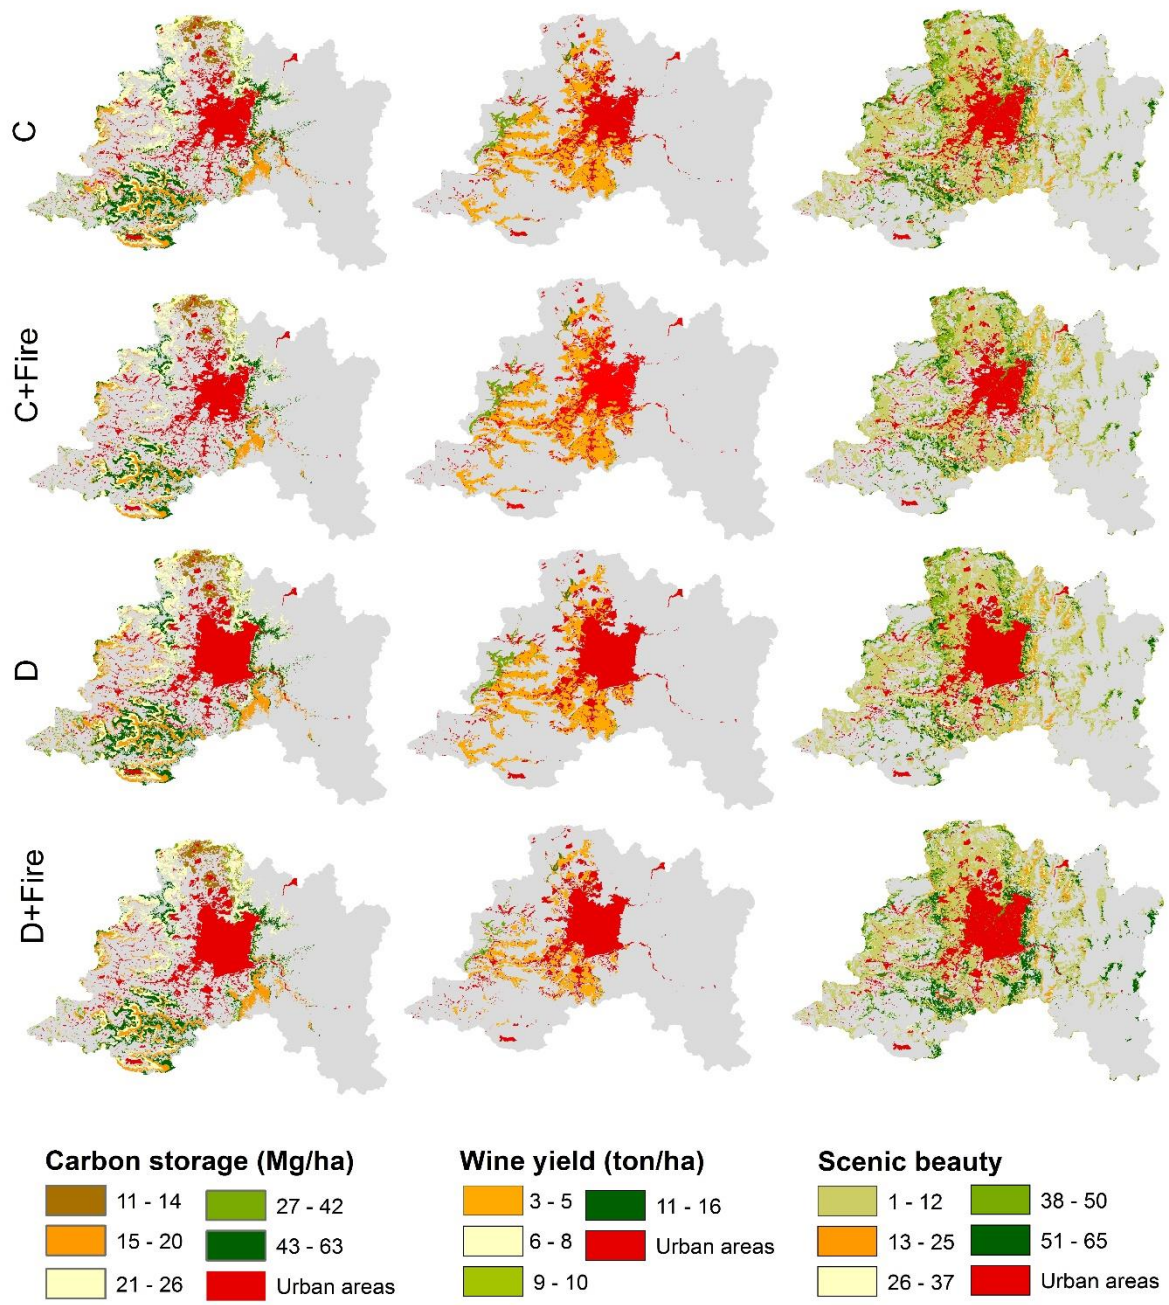 C
C+Fire
D
D+Fire
Carbon storage (Mg/ha)
11 - 14
27 - 42
15 - 20
43 - 63
21 - 26
Urban areas
Wine yield (ton/ha)
3 - 5
11 - 16
6 - 8
Urban areas
9 - 10
Scenic beauty
1 - 12
38 - 50
13 - 25
51 - 65
26 - 37
Urban areas